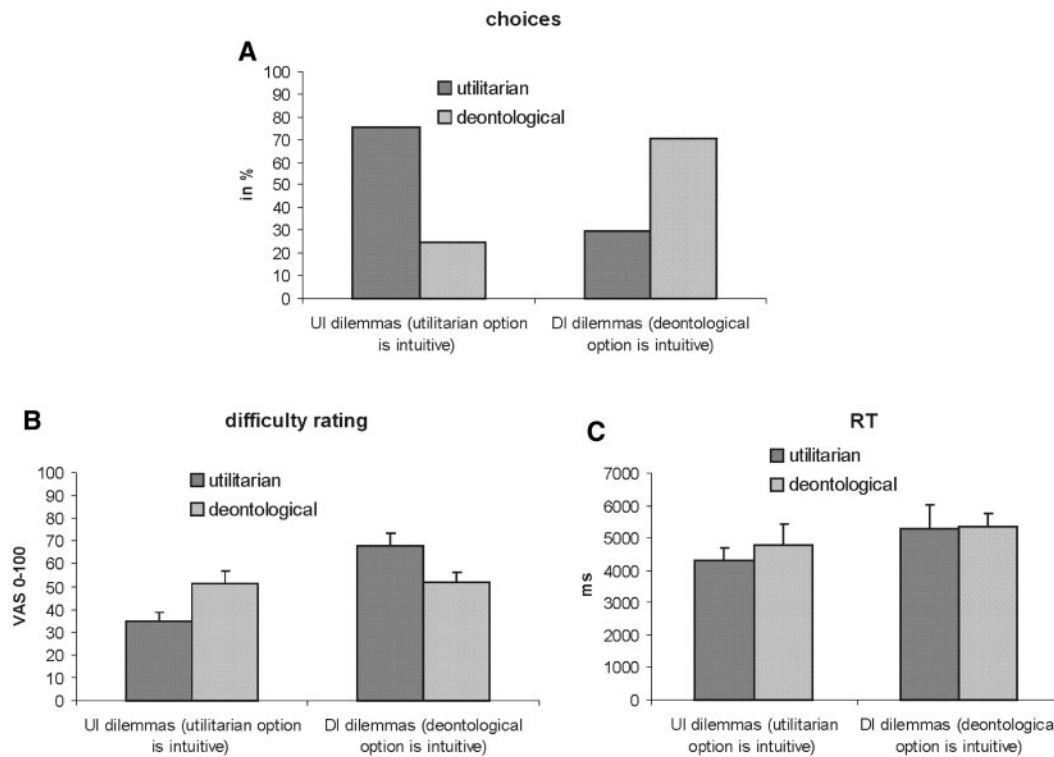 choices
A
100
90
80
70
60
50
40
30
20
10
0
in %
utilitarian
deontological
UI dilemmas (utilitarian option
is intuitive)
DI dilemmas (deontological
option is intuitive)
B
difficulty rating
100
90
80
70
60
50
40
30
20
10
0
VAS 0-100
utilitarian
deontological
UI dilemmas (utilitarian option
is intuitive)
DI dilemmas (deontological
option is intuitive)
C
RT
7000
6000
5000
4000
3000
2000
1000
0
ms
utilitarian
deontological
UI dilemmas (utilitarian
option is intuitive)
DI dilemmas (deontologica
option is intuitive)